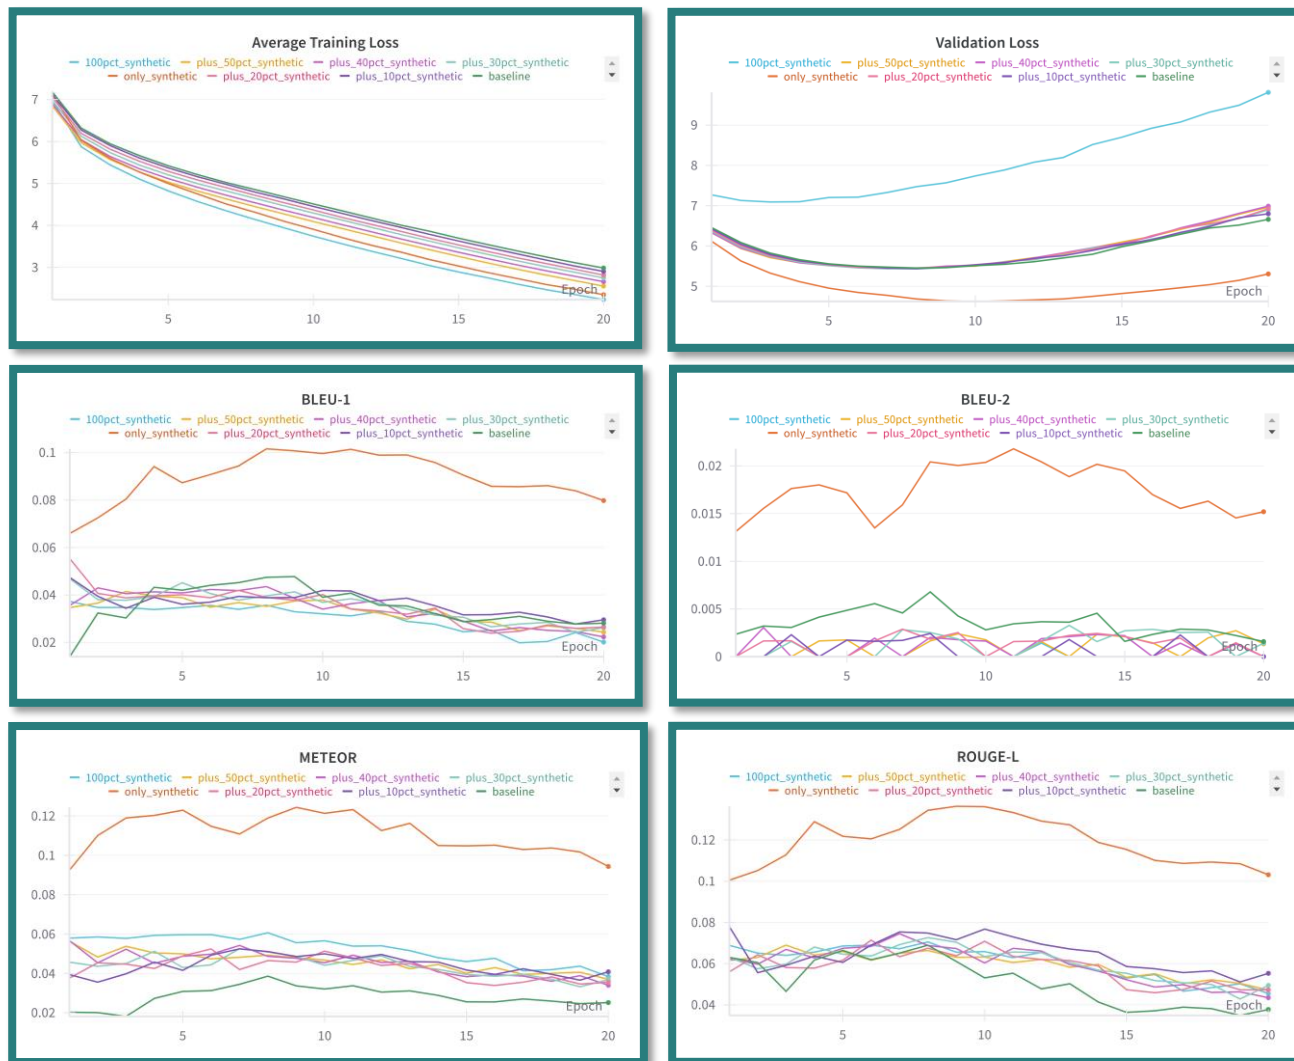 Average Training Loss
100pct_synthetic plus_50pct_synthetic plus_40pct_synthetic plus_30pct_synthetic
only_synthetic plus_20pct_synthetic plus_10pct_synthetic baseline
7
6
5
4
3
Epoch
5 10 15 20
Validation Loss
100pct_synthetic plus_50pct_synthetic plus_40pct_synthetic plus_30pct_synthetic
only_synthetic plus_20pct_synthetic plus_10pct_synthetic baseline
9
8
7
6
5
Epoch
5 10 15 20
BLEU-1
100pct_synthetic plus_50pct_synthetic plus_40pct_synthetic plus_30pct_synthetic
only_synthetic plus_20pct_synthetic plus_10pct_synthetic baseline
0.1
0.08
0.06
0.04
0.02
Epoch
5 10 15 20
BLEU-2
100pct_synthetic plus_50pct_synthetic plus_40pct_synthetic plus_30pct_synthetic
only_synthetic plus_20pct_synthetic plus_10pct_synthetic baseline
0.02
0.015
0.01
0.005
0
Epoch
5 10 15 20
METEOR
100pct_synthetic plus_50pct_synthetic plus_40pct_synthetic plus_30pct_synthetic
only_synthetic plus_20pct_synthetic plus_10pct_synthetic baseline
0.12
0.1
0.08
0.06
0.04
0.02
Epoch
5 10 15 20
ROUGE-L
100pct_synthetic plus_50pct_synthetic plus_40pct_synthetic plus_30pct_synthetic
only_synthetic plus_20pct_synthetic plus_10pct_synthetic baseline
0.12
0.1
0.08
0.06
0.04
Epoch
5 10 15 20